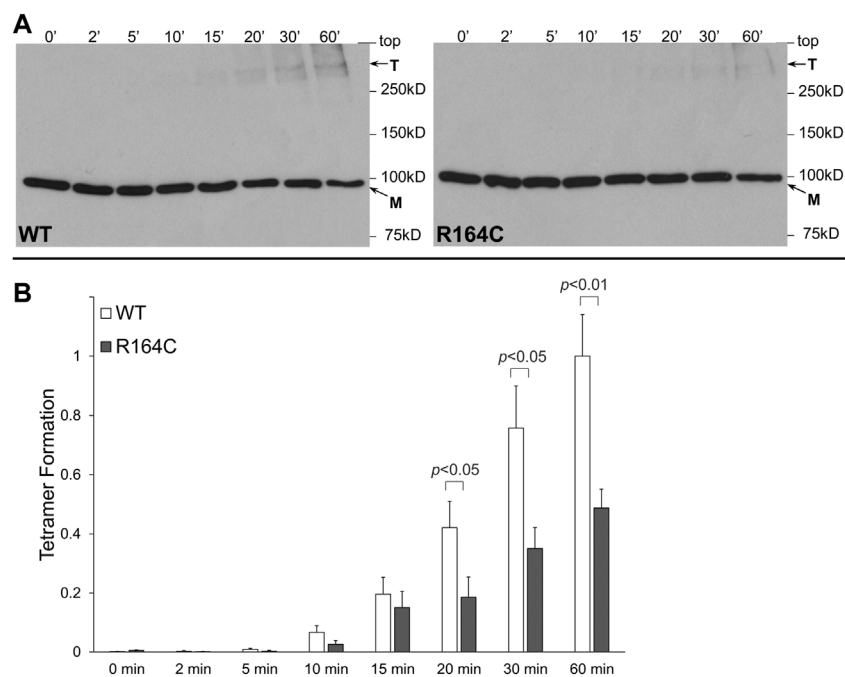 A
0’ 2’ 5’ 10’ 15’ 20’ 30’ 60’ top
T
250kD
150kD
100kD
M
75kD
WT
0’ 2’ 5’ 10’ 15’ 20’ 30’ 60’ top
T
250kD
150kD
100kD
M
75kD
R164C
B
WT
R164C
Tetramer Formation
1
0.8
0.6
0.4
0.2
0
p<0.05
p<0.05
p<0.01
0 min 2 min 5 min 10 min 15 min 20 min 30 min 60 min